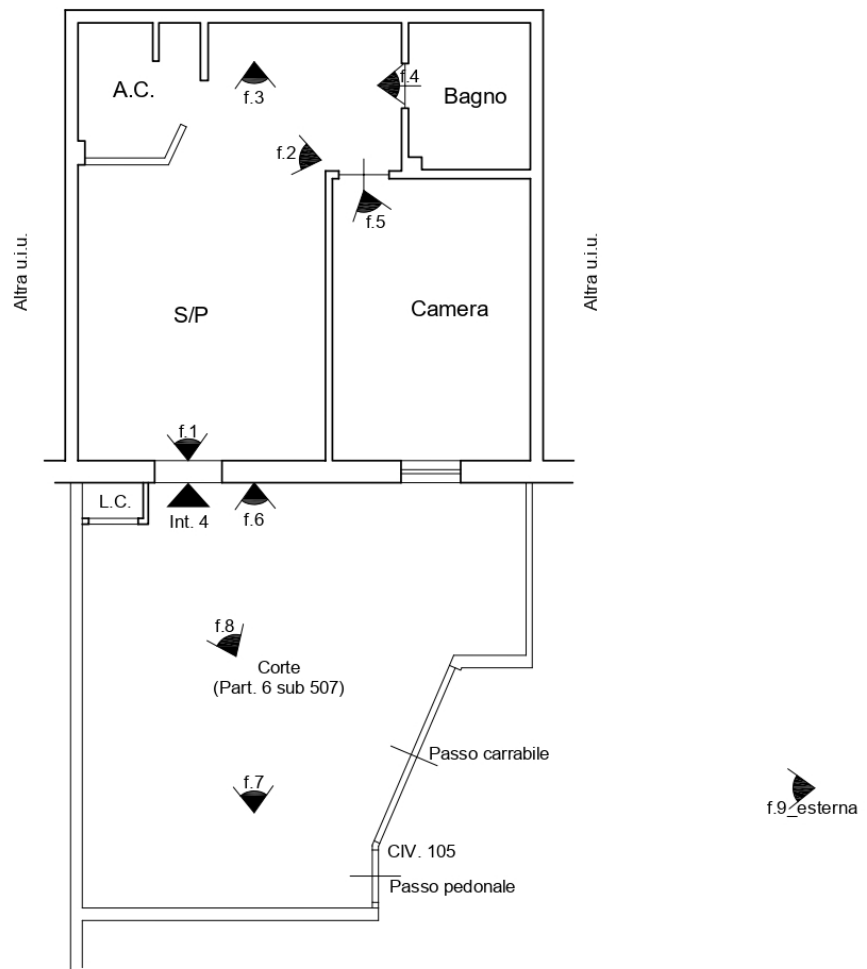 A.C.
f.3
f.4
Bagno
f.2
f.5
Altra u.i.u.
Altra u.i.u.
S/P
Camera
f.1
L.C.
Int. 4
f.6
f.8
Corte
(Part. 6 sub 507)
Passo carrabile
f.7
f.9_esterna
CIV. 105
Passo pedonale